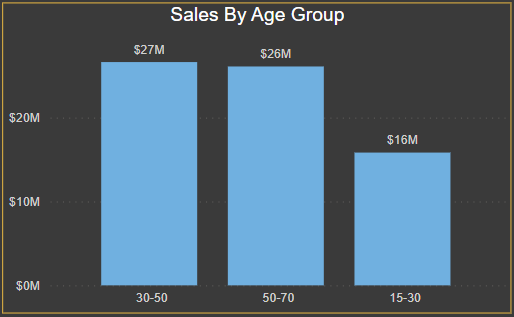 Sales By Age Group
$27M
$26M
$20M
$16M
$10M
$0M
30-50 50-70 15-30